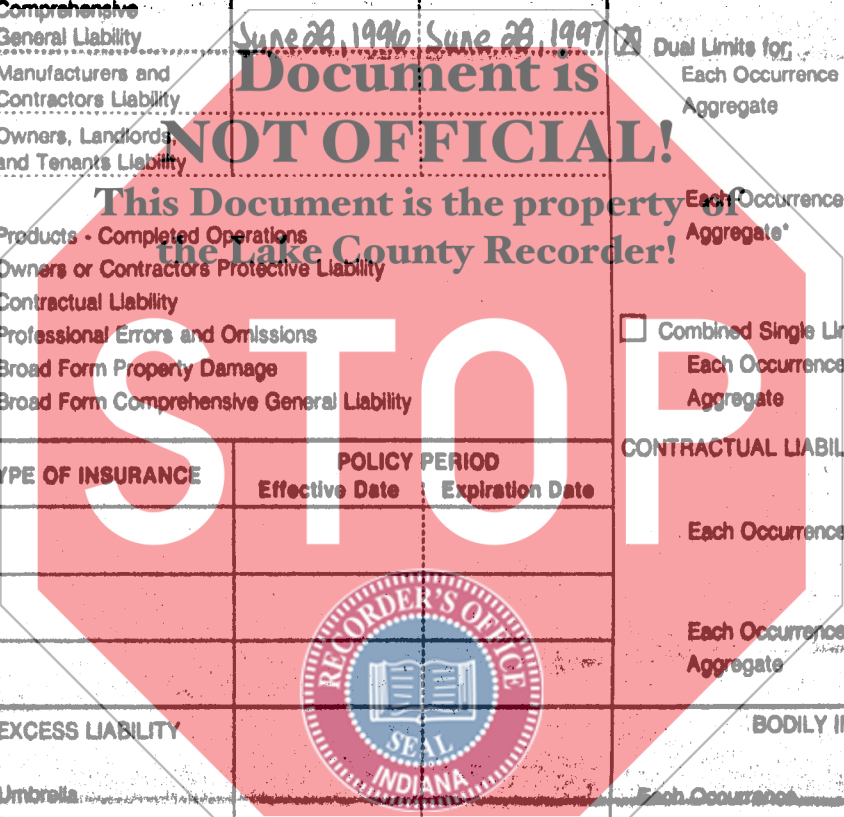 Comprehensive
General Liability June 28, 1996 June 28, 1997 Dual Limits for:
Document is
Manufacturers and Each Occurrence
Contractors Liability Aggregate
NOT OFFICIAL!
Owners, Landlords,
and Tenants Liability
This Document is the property of
Each Occurrence
Products - Completed Operations Aggregate*
the Lake County Recorder!
Owners or Contractors Protective Liability
Contractual Liability
Professional Errors and Omissions Combined Single
Broad Form Property Damage Each Occurrence
Broad Form Comprehensive General Liability Aggregate
STOP
CONTRACTUAL LIABIL
YPE OF INSURANCE POLICY PERIOD
Effective Date Expiration Date
Each Occurrence
RECORDER'S OFFICE
Each Occurrence
Aggregate
SEAL
INDIANA
EXCESS LIABILITY BODILY
Umbrella Each Occurrence